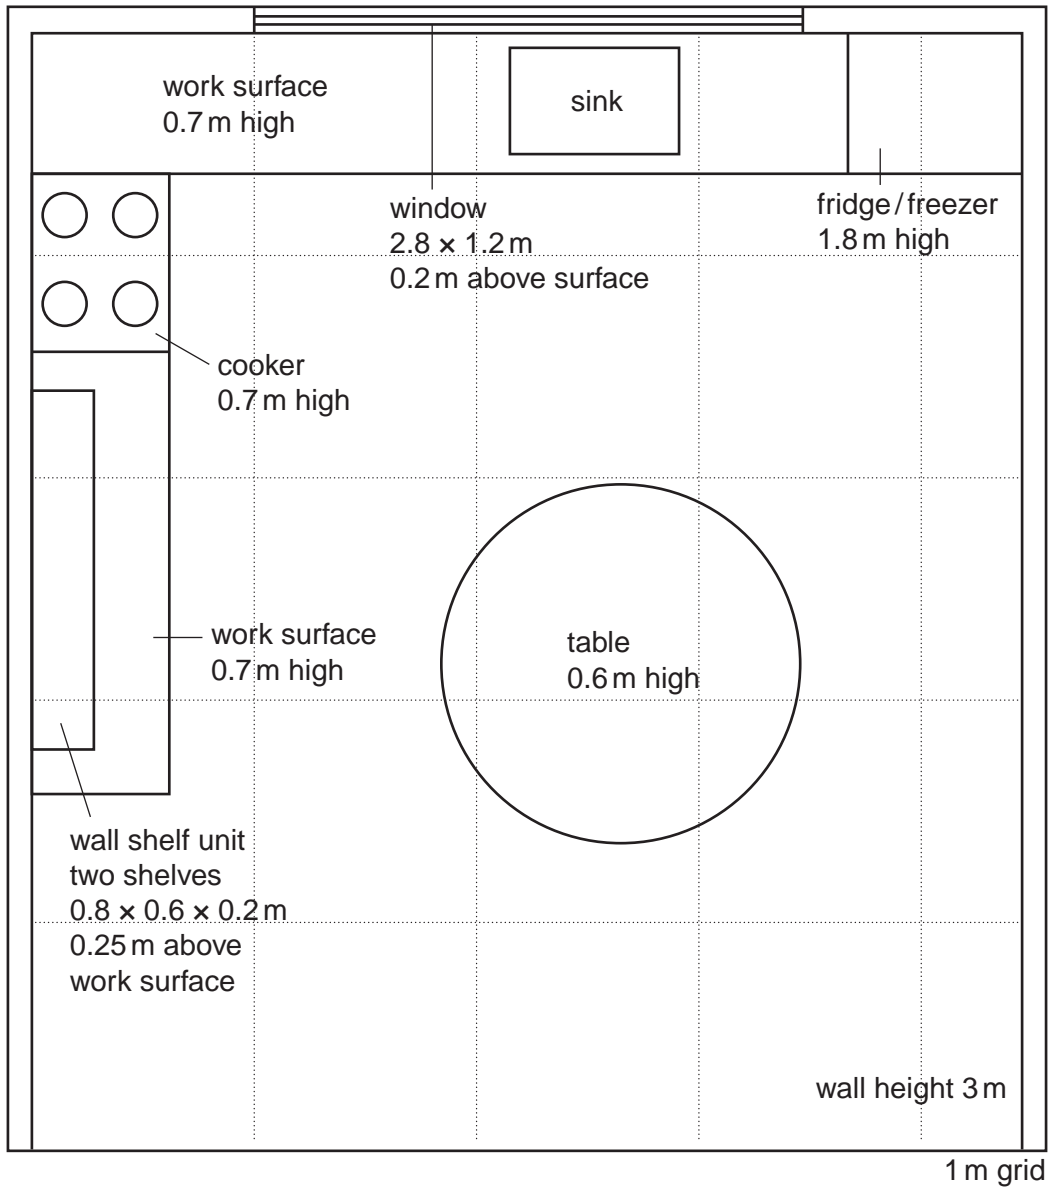 work surface
0.7 m high
sink
window
2.8 × 1.2 m
0.2 m above surface
fridge / freezer
1.8 m high
cooker
0.7 m high
work surface
0.7 m high
table
0.6 m high
wall shelf unit
two shelves
0.8 × 0.6 × 0.2 m
0.25 m above
work surface
wall height 3 m
1 m grid